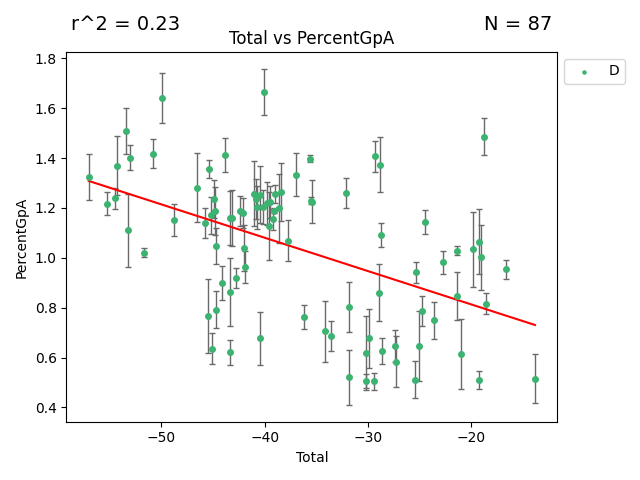 r^2 = 0.23
N = 87
Total vs PercentGpA
D
PercentGpA
1.8
1.6
1.4
1.2
1.0
0.8
0.6
0.4
−50
−40
−30
−20
Total